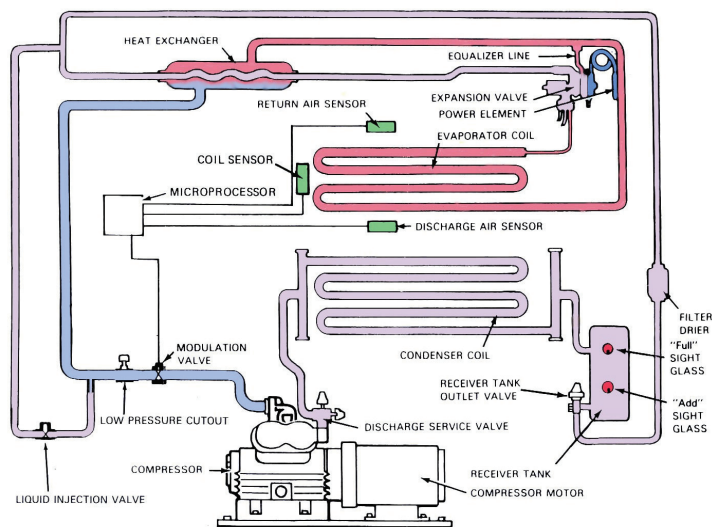 HEAT EXCHANGER
EQUALIZER LINE
EXPANSION VALVE
POWER ELEMENT
RETURN AIR SENSOR
EVAPORATOR COIL
COIL SENSOR
MICROPROCESSOR
DISCHARGE AIR SENSOR
FILTER
DRIER
MODULATION
VALVE
CONDENSER COIL
"Full"
SIGHT
GLASS
RECEIVER TANK
OUTLET VALVE
"Add"
SIGHT
GLASS
LOW PRESSURE CUTOUT
DISCHARGE SERVICE VALVE
COMPRESSOR
RECEIVER TANK
COMPRESSOR MOTOR
LIQUID INJECTION VALVE